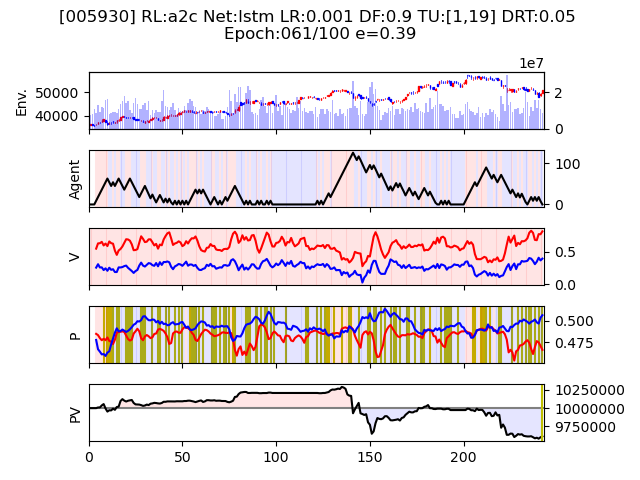 [005930] RL:a2c Net:lstm LR:0.001 DF:0.9 TU:[1,19] DRT:0.05
Epoch:061/100 e=0.39
1e7
Env.
50000
40000
2
0
Agent
100
0
V
0.5
0.0
P
0.500
0.475
PV
10250000
10000000
9750000
0 50 100 150 200